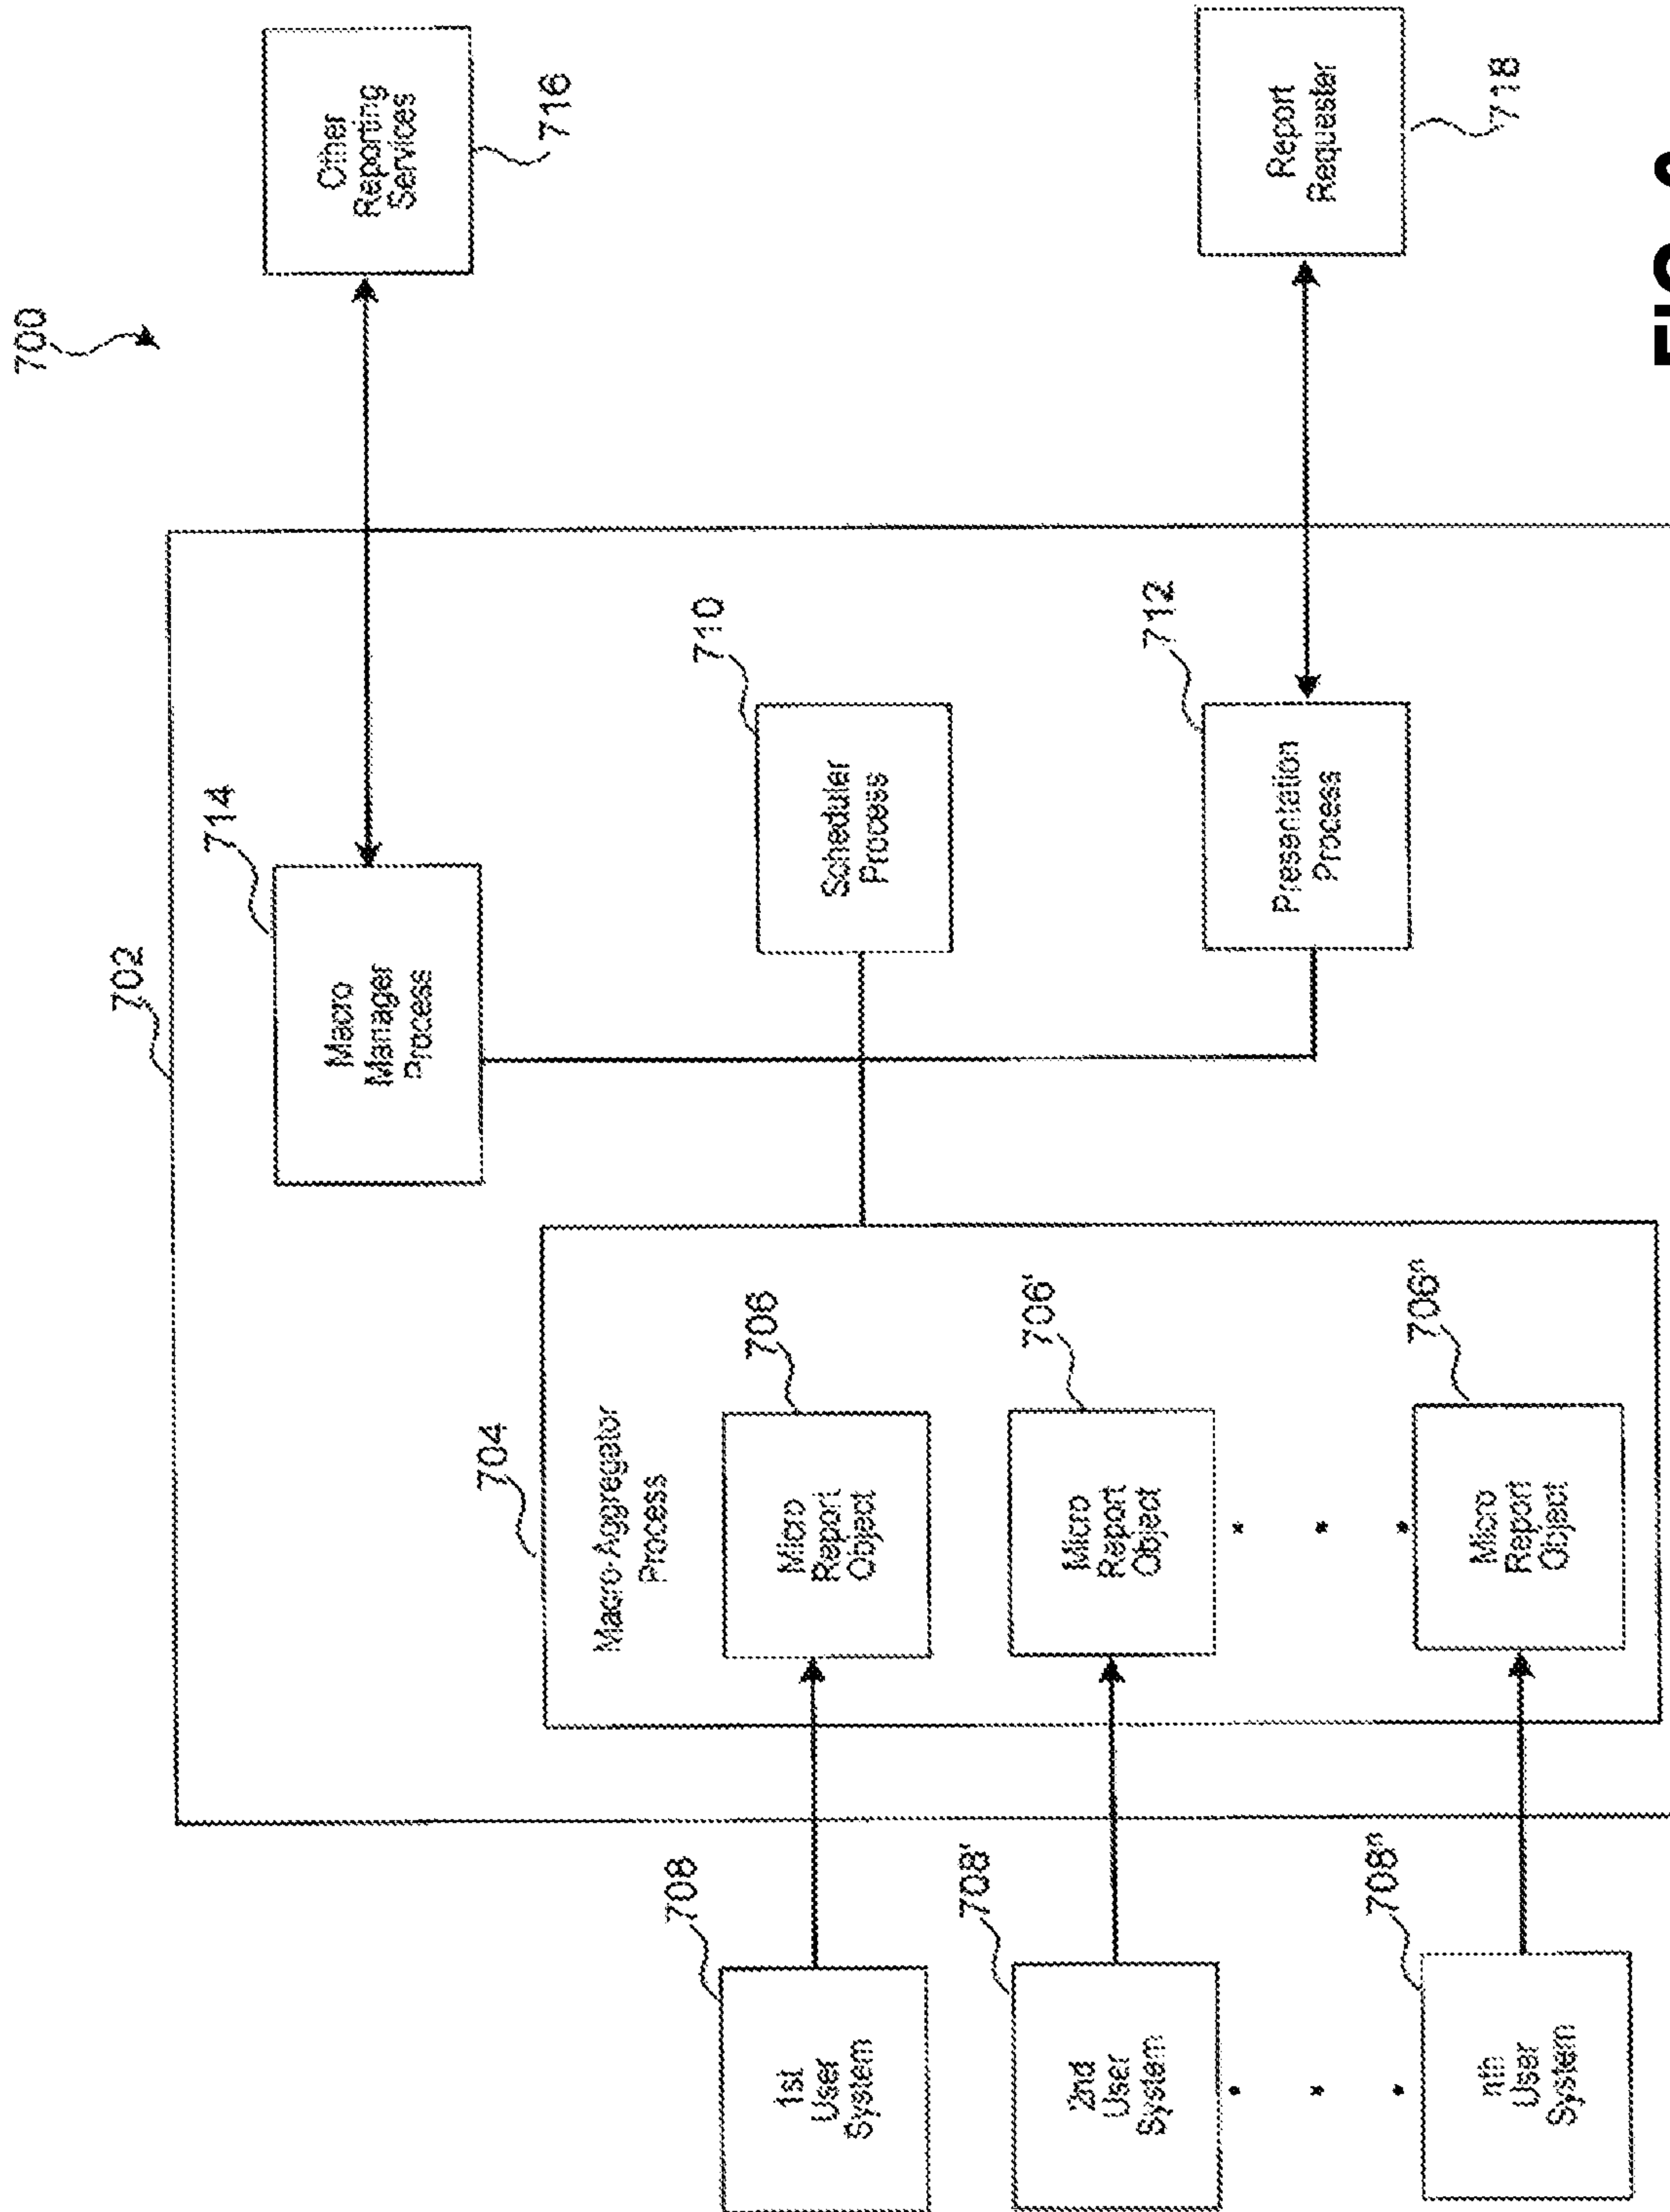 700
702
714
Macro
Manager
Process
Other
Reporting
Services
716
704
Macro-Aggregator
Process
710
Scheduler
Process
708
1st
User
System
706
Micro
Report
Object
708'
2nd
User
System
706'
Micro
Report
Object
712
Presentation
Process
Report
Requester
718
708ⁿ
nth
User
System
706ⁿ
Micro
Report
Object